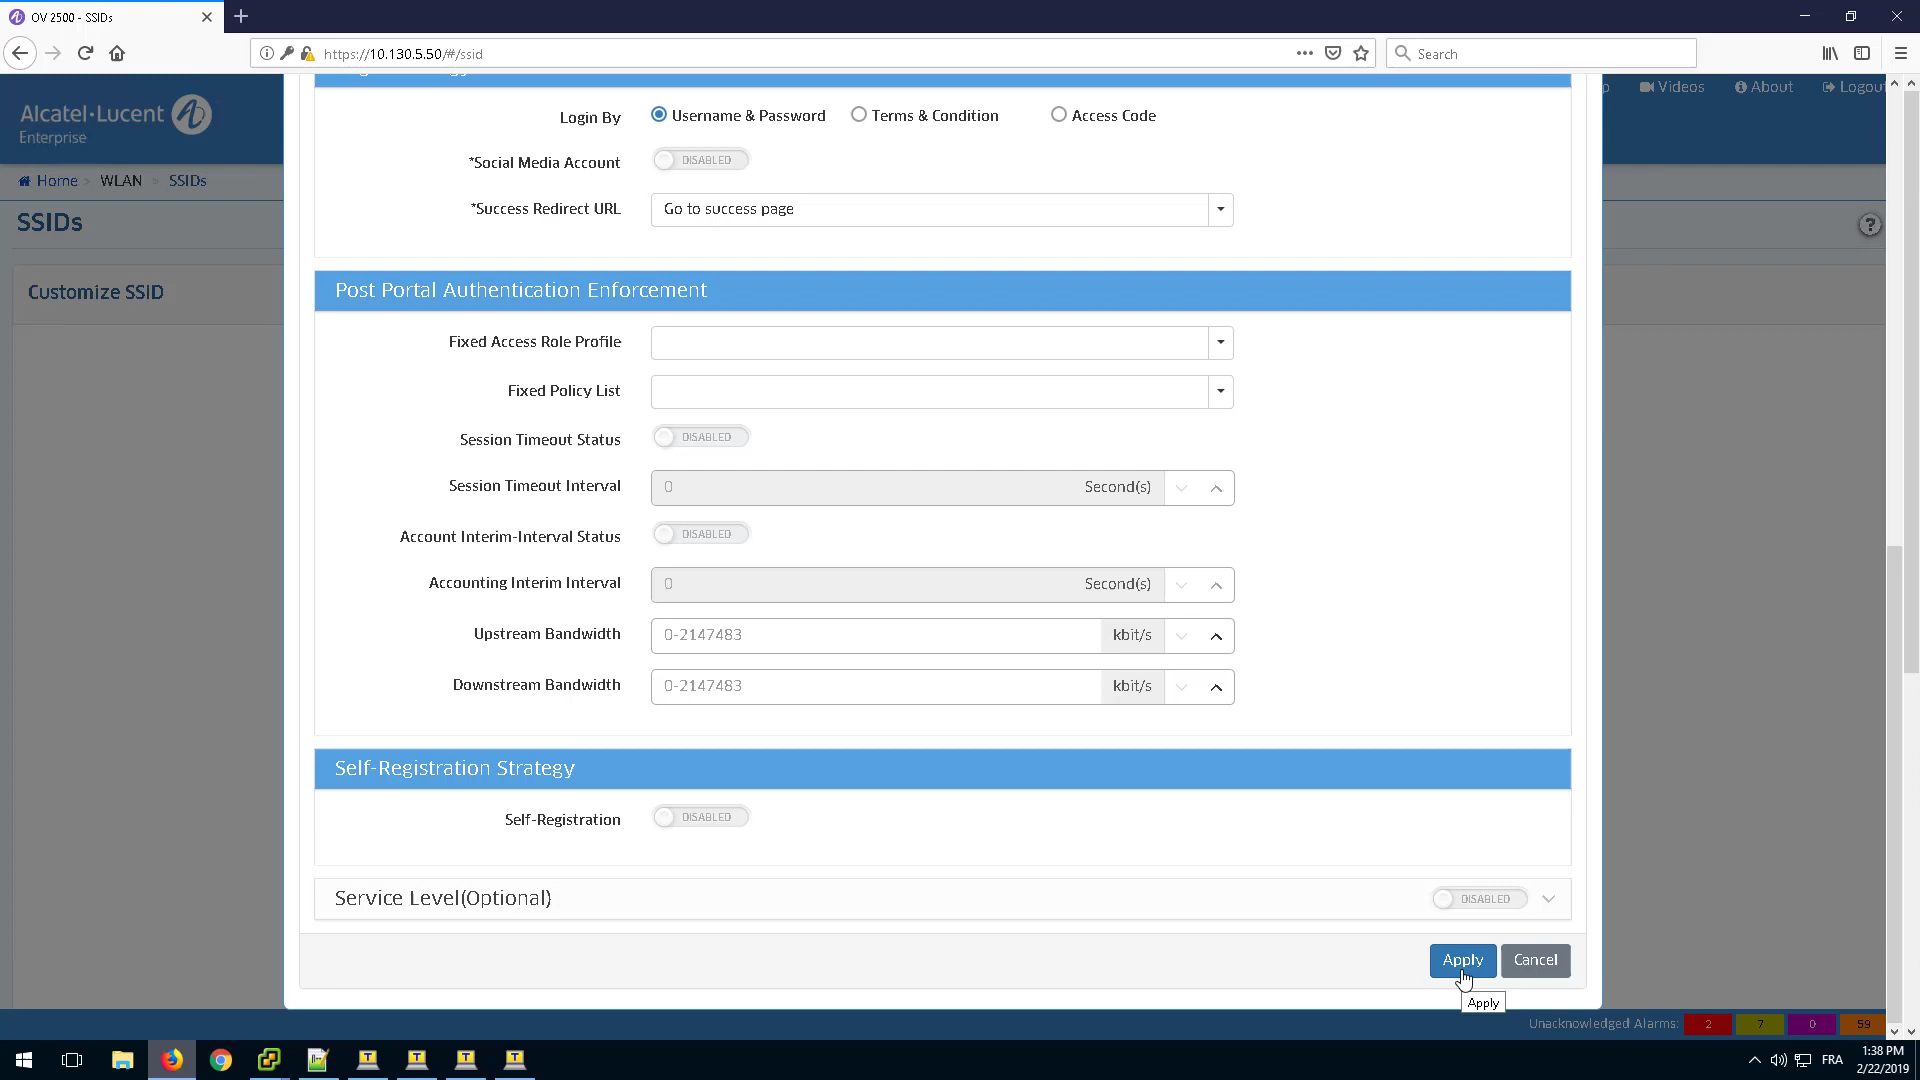 OV 2500 - SSIDs
https://10.130.5.50/#/ssid
Search
Alcatel·Lucent
Enterprise
Videos
About
Logout
Home > WLAN > SSIDs
SSIDs
Customize SSID
Login By
Username & Password
Terms & Condition
Access Code
*Social Media Account
DISABLED
*Success Redirect URL
Go to success page
Post Portal Authentication Enforcement
Fixed Access Role Profile
Fixed Policy List
Session Timeout Status
DISABLED
Session Timeout Interval
0
Second(s)
Account Interim-Interval Status
DISABLED
Accounting Interim Interval
0
Second(s)
Upstream Bandwidth
0-2147483
kbit/s
Downstream Bandwidth
0-2147483
kbit/s
Self-Registration Strategy
Self-Registration
DISABLED
Service Level(Optional)
DISABLED
Apply
Cancel
Apply
Unacknowledged Alarms:
2
7
0
59
FRA
1:38 PM
2/22/2019